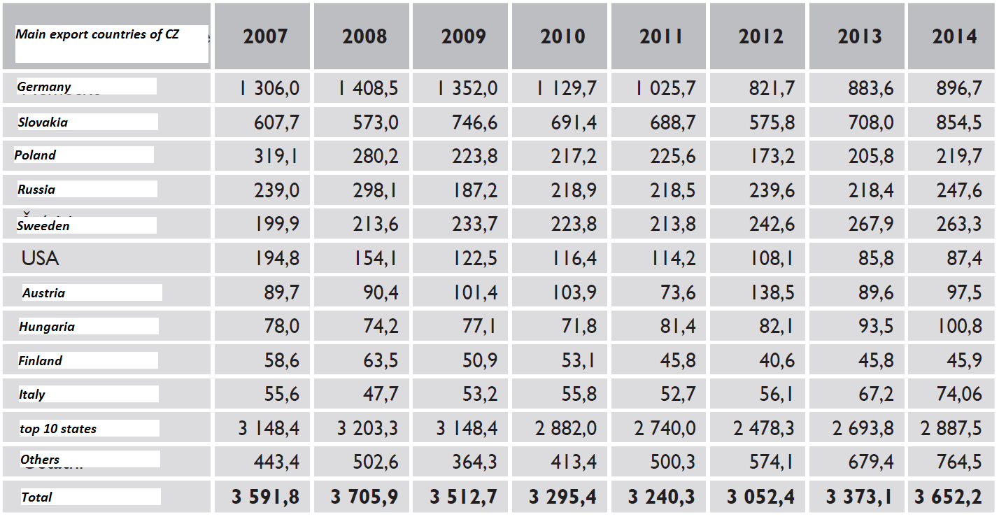 Main export countries of CZ 2007 2008 2009 2010 2011 2012 2013 2014
Germany 1 306,0 1 408,5 1 352,0 1 129,7 1 025,7 821,7 883,6 896,7
Slovakia 607,7 573,0 746,6 691,4 688,7 575,8 708,0 854,5
Poland 319,1 280,2 223,8 217,2 225,6 173,2 205,8 219,7
Russia 239,0 298,1 187,2 218,9 218,5 239,6 218,4 247,6
Sweeden 199,9 213,6 233,7 223,8 213,8 242,6 267,9 263,3
USA 194,8 154,1 122,5 116,4 114,2 108,1 85,8 87,4
Austria 89,7 90,4 101,4 103,9 73,6 138,5 89,6 97,5
Hungaria 78,0 74,2 77,1 71,8 81,4 82,1 93,5 100,8
Finland 58,6 63,5 50,9 53,1 45,8 40,6 45,8 45,9
Italy 55,6 47,7 53,2 55,8 52,7 56,1 67,2 74,06
top 10 states 3 148,4 3 203,3 3 148,4 2 882,0 2 740,0 2 478,3 2 693,8 2 887,5
Others 443,4 502,6 364,3 413,4 500,3 574,1 679,4 764,5
Total 3 591,8 3 705,9 3 512,7 3 295,4 3 240,3 3 052,4 3 373,1 3 652,2